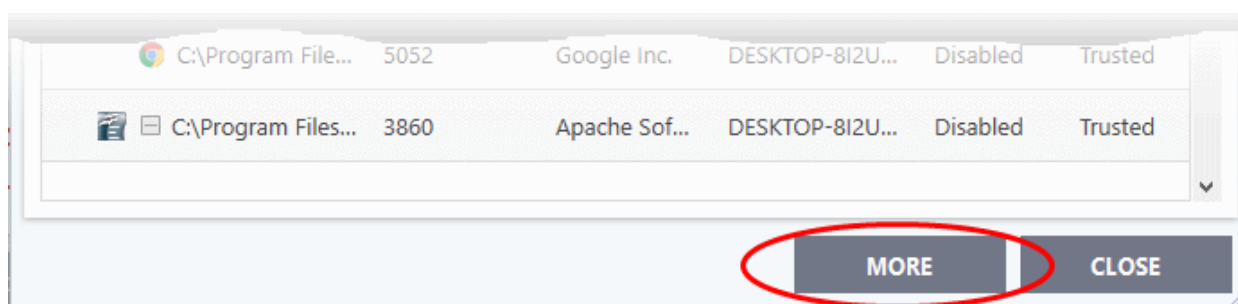 C:\Program File... 5052 Google Inc. DESKTOP-8I2U... Disabled Trusted
C:\Program Files... 3860 Apache Sof... DESKTOP-8I2U... Disabled Trusted
MORE CLOSE